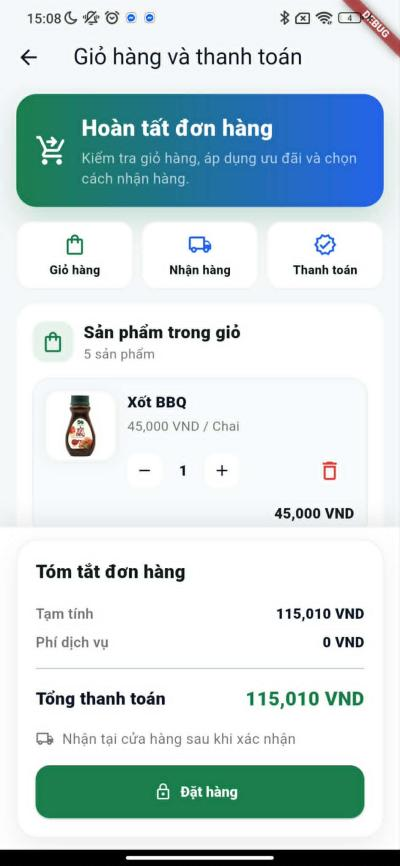 15:08
4
DEBUG
Giỏ hàng và thanh toán
Hoàn tất đơn hàng
Kiểm tra giỏ hàng, áp dụng ưu đãi và chọn
cách nhận hàng.
Giỏ hàng
Nhận hàng
Thanh toán
Sản phẩm trong giỏ
5 sản phẩm
Xốt BBQ
45,000 VND / Chai
− 1 +
45,000 VND
Tóm tắt đơn hàng
Tạm tính 115,010 VND
Phí dịch vụ 0 VND
Tổng thanh toán 115,010 VND
Nhận tại cửa hàng sau khi xác nhận
Đặt hàng